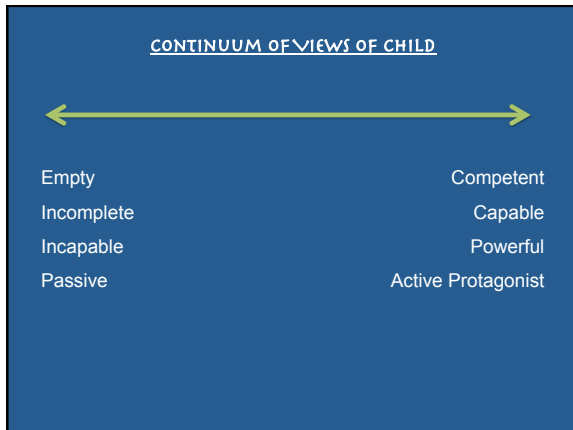 CONTINUUM OF VIEWS OF CHILD
Empty Competent
Incomplete Capable
Incapable Powerful
Passive Active Protagonist